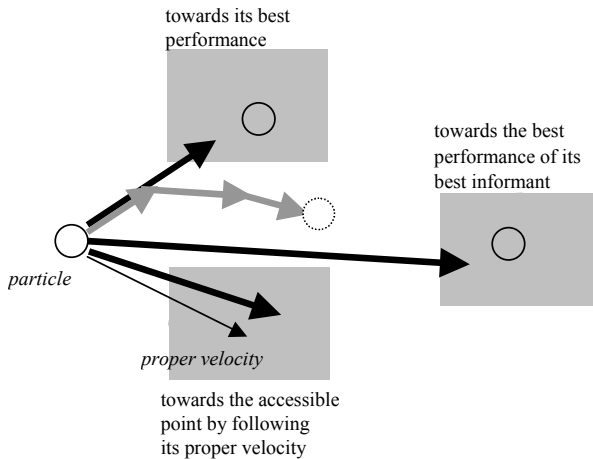 towards its best
performance
towards the best
performance of its
best informant
particle
proper velocity
towards the accessible
point by following
its proper velocity